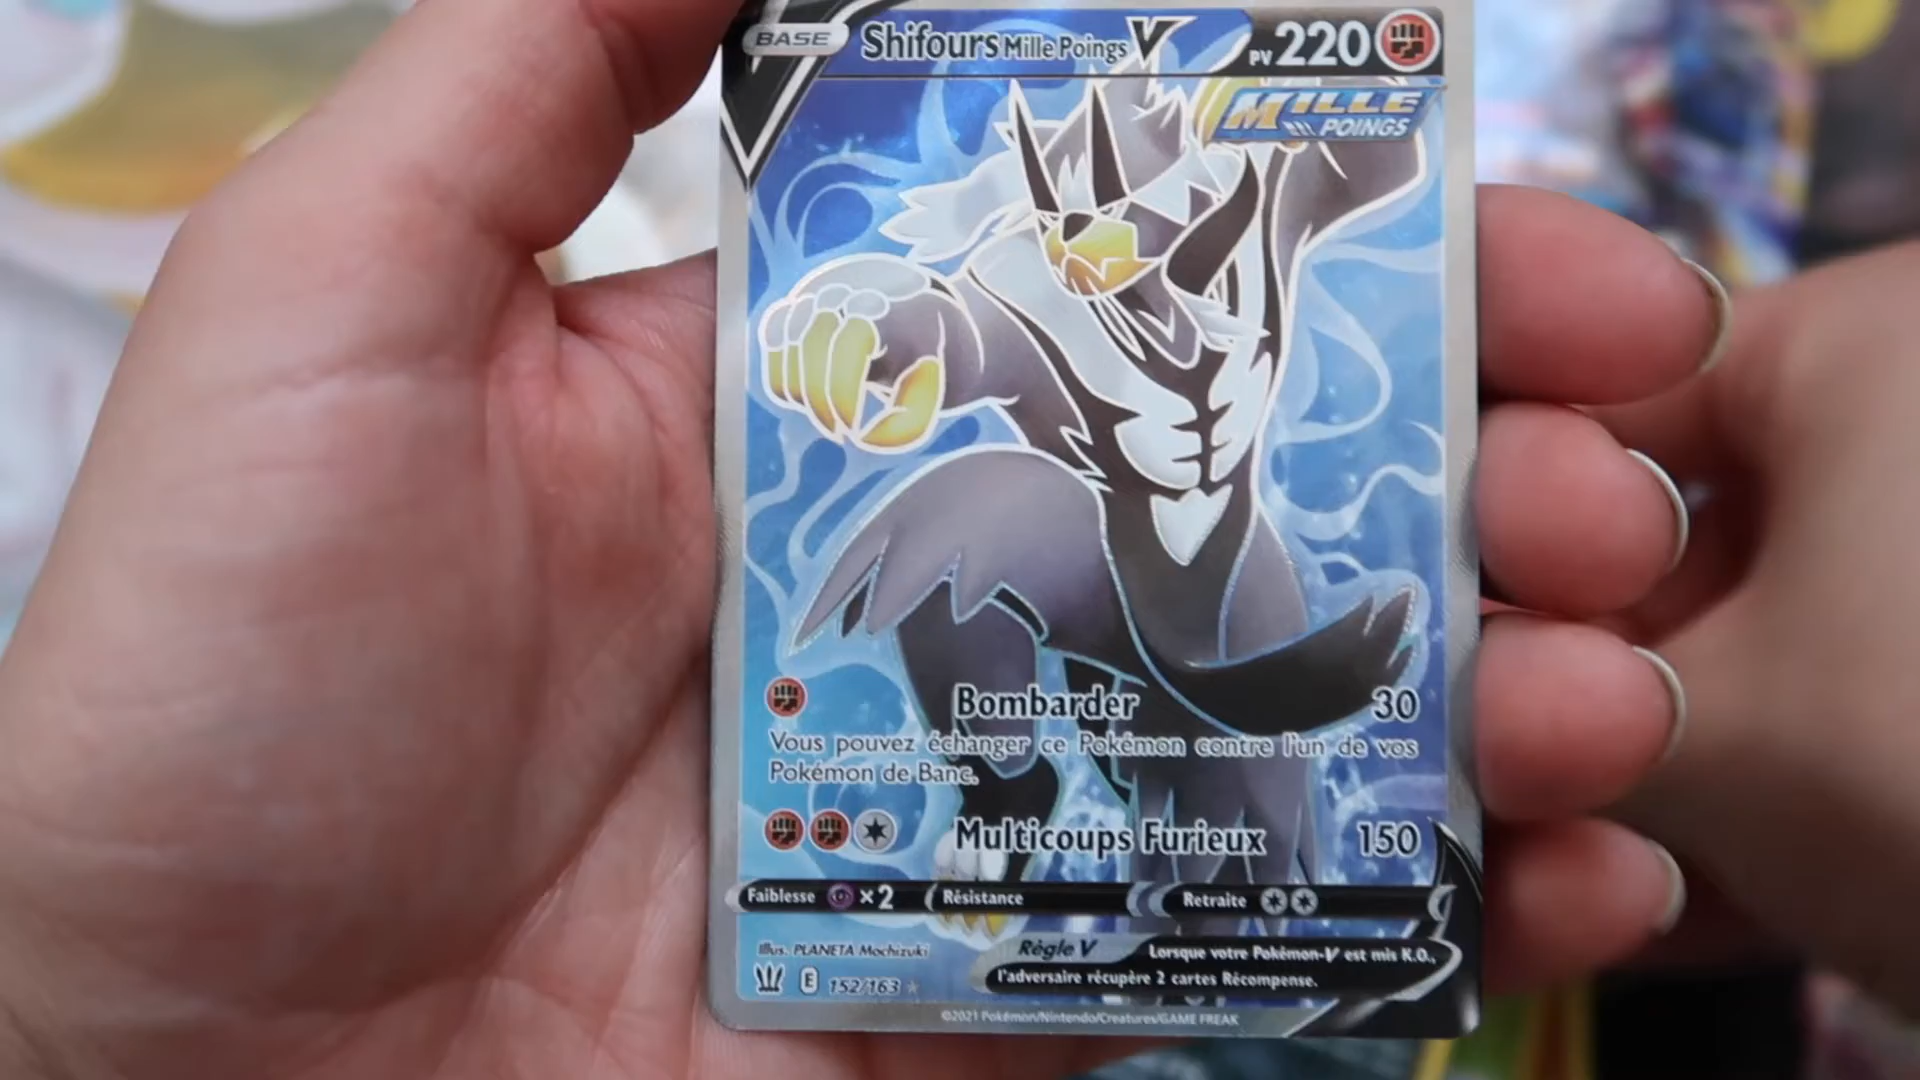 BASE Shifours Mille Poings V PV 220
MILLE
POINGS
Bombarder 30
Vous pouvez échanger ce Pokémon contre l'un de vos
Pokémon de Banc.
Multicoups Furieux 150
Faiblesse ×2 Résistance Retraite
Illus. PLANETA Mochizuki
Règle V Lorsque votre Pokémon-V est mis K.O.,
l'adversaire récupère 2 cartes Récompense.
E 152/163
©2021 Pokémon/Nintendo/Creatures/GAME FREAK